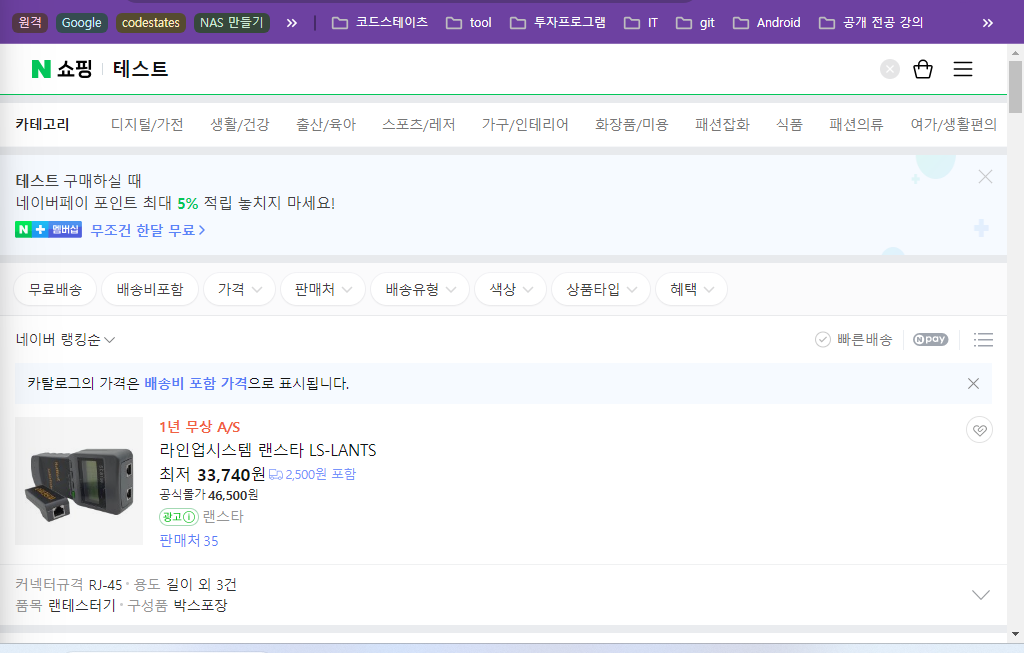 원격 Google codestates NAS 만들기 » 코드스테이츠 tool 투자프로그램 IT git Android 공개 전공 강의 »
N 쇼핑 테스트
카테고리 디지털/가전 생활/건강 출산/육아 스포츠/레저 가구/인테리어 화장품/미용 패션잡화 식품 패션의류 여가/생활편의
테스트 구매하실 때
네이버페이 포인트 최대 5% 적립 놓치지 마세요!
N + 멤버십 무조건 한달 무료 >
무료배송 배송비포함 가격 판매처 배송유형 색상 상품타입 혜택
네이버 랭킹순 빠른배송 N pay
카탈로그의 가격은 배송비 포함 가격으로 표시됩니다.
1년 무상 A/S
라인업시스템 랜스타 LS-LANTS
최저 33,740원 2,500원 포함
공식몰가 46,500원
광고 랜스타
판매처 35
커넥터규격 RJ-45 · 용도 길이 외 3건
품목 랜테스터기 · 구성품 박스포장